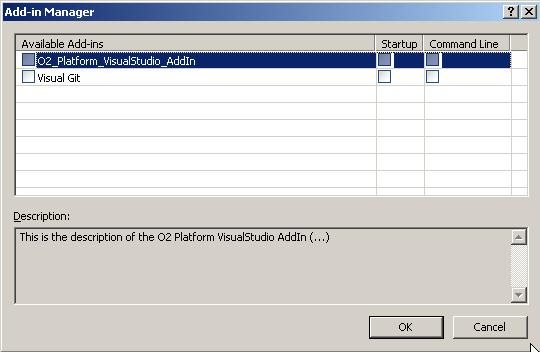 Add-in Manager
Available Add-ins Startup Command Line
O2_Platform_VisualStudio_AddIn
Visual Git
Description:
This is the description of the O2 Platform VisualStudio AddIn (...)
OK Cancel